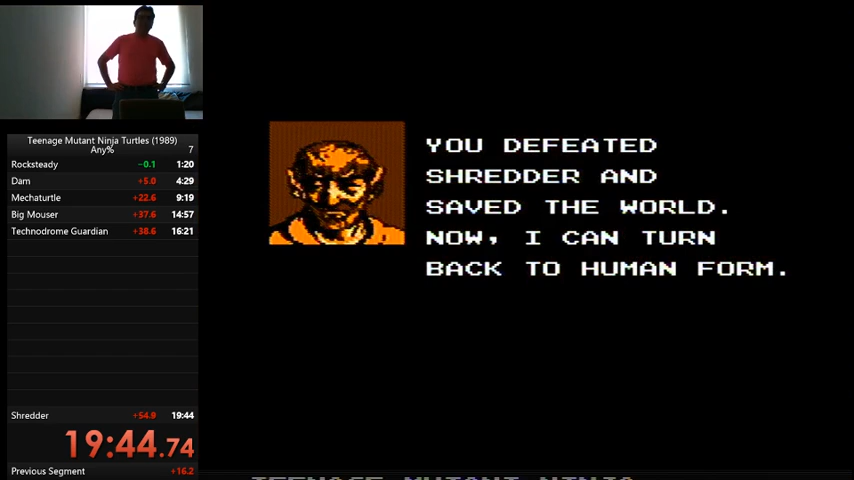 Teenage Mutant Ninja Turtles (1989)
Any% 7
Rocksteady −0.1 1:20
Dam +5.0 4:29
Mechaturtle +22.6 9:19
Big Mouser +37.6 14:57
Technodrome Guardian +38.6 16:21
Shredder +54.9 19:44
19:44.74
Previous Segment +16.2
YOU DEFEATED
SHREDDER AND
SAVED THE WORLD.
NOW, I CAN TURN
BACK TO HUMAN FORM.
TEENAGE MUTANT NINJA